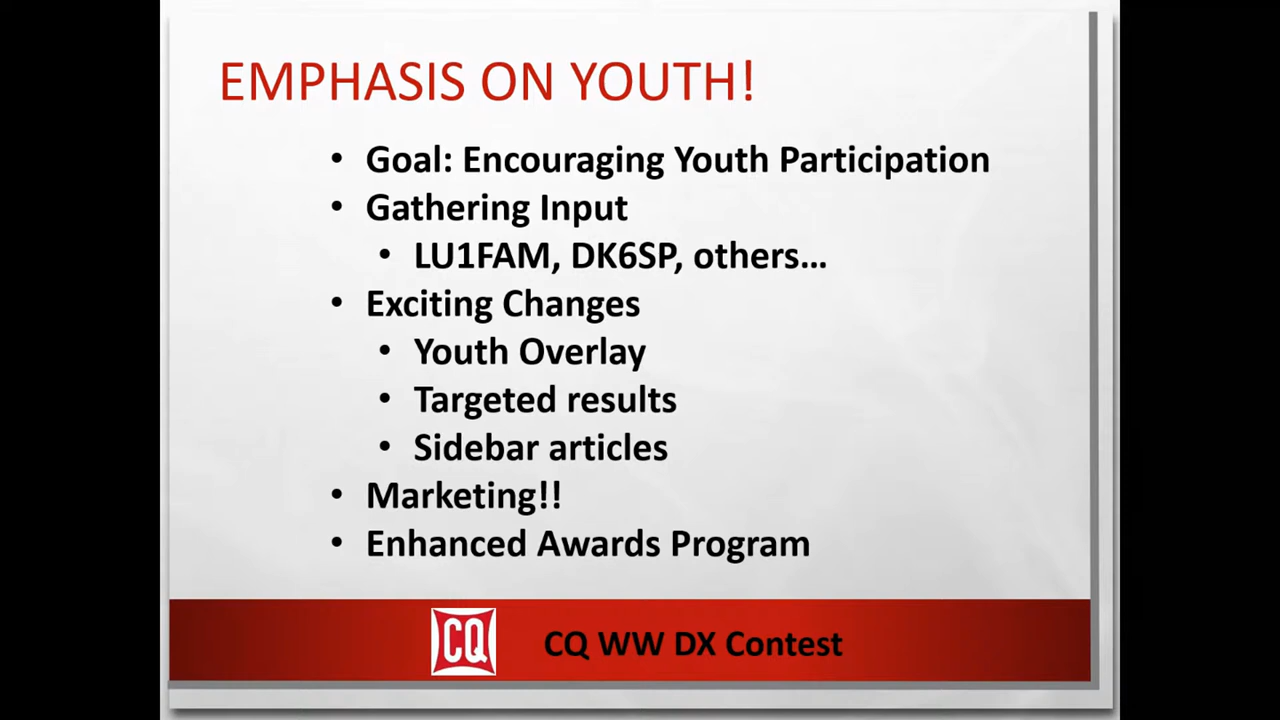 EMPHASIS ON YOUTH!
• Goal: Encouraging Youth Participation
• Gathering Input
• LU1FAM, DK6SP, others…
• Exciting Changes
• Youth Overlay
• Targeted results
• Sidebar articles
• Marketing!!
• Enhanced Awards Program
CQ CQ WW DX Contest